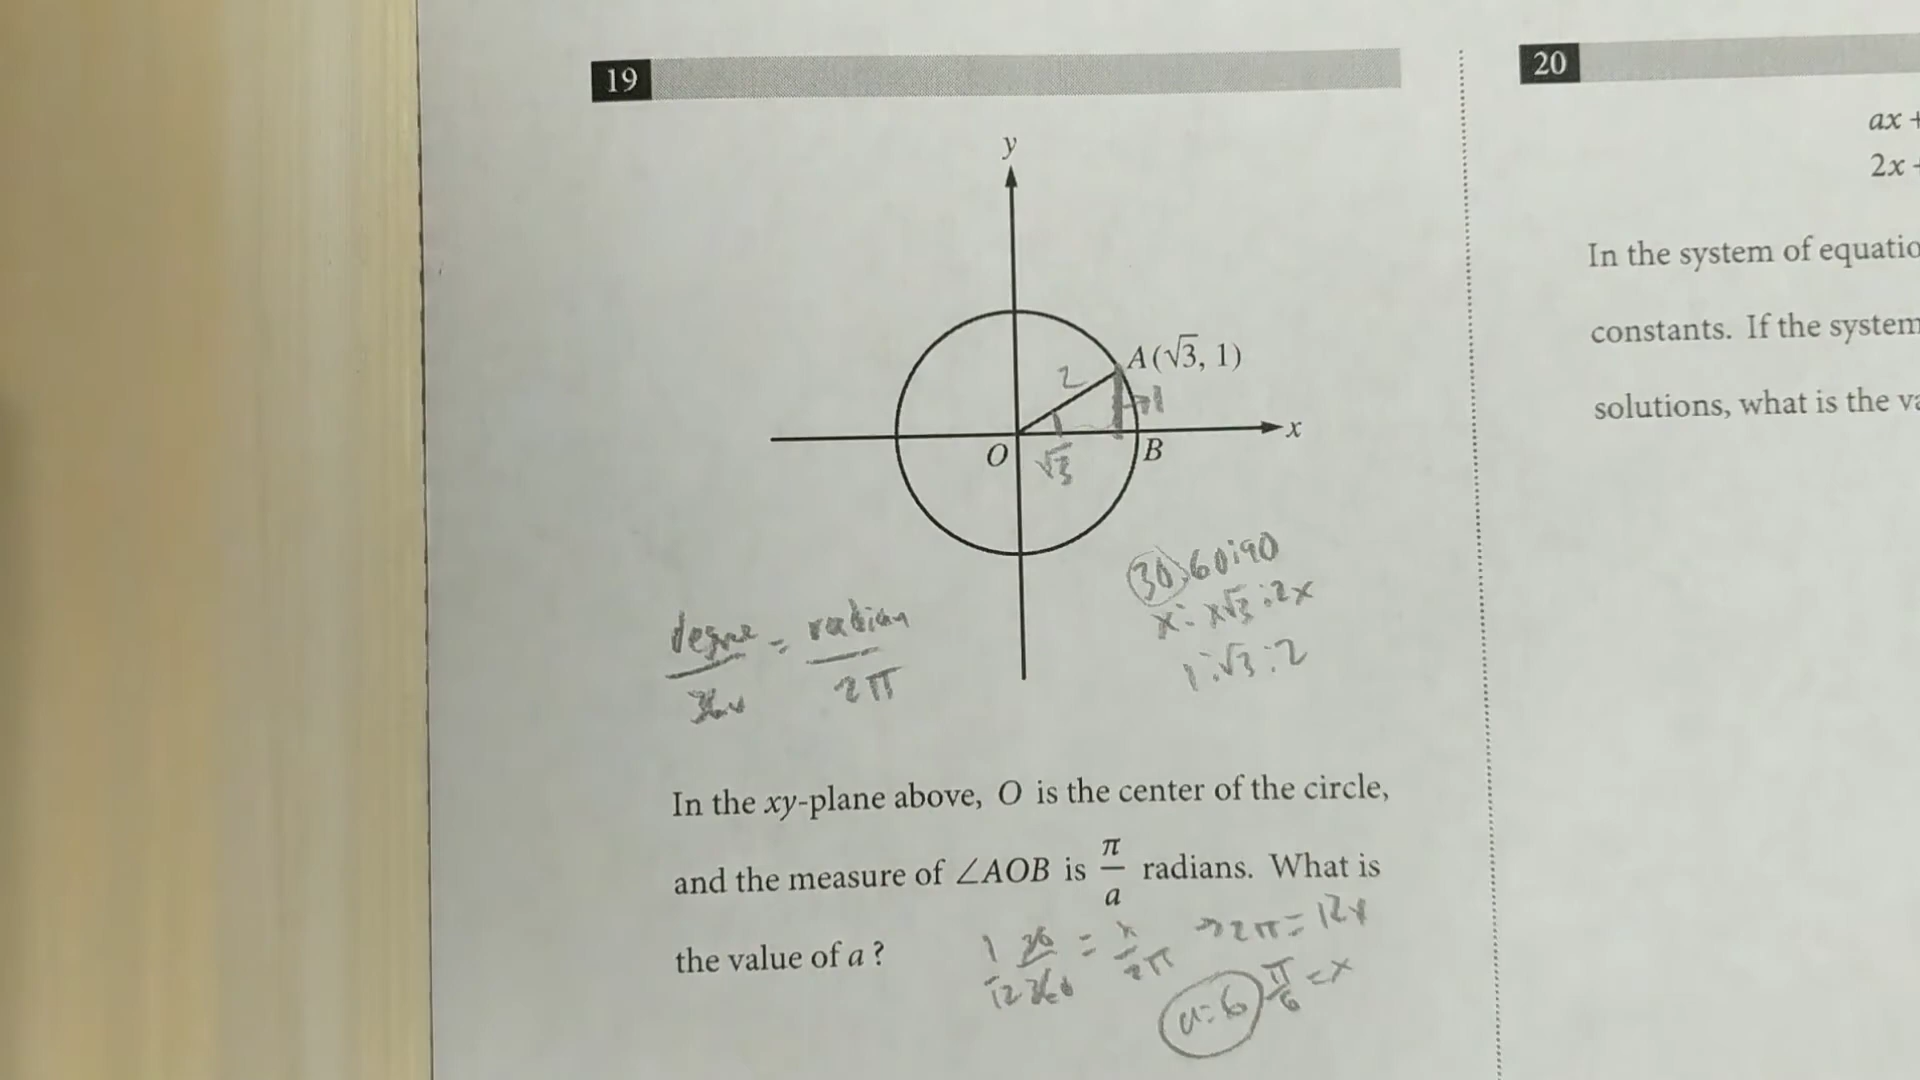 19
20
y
ax +
2x +
A(√3, 1)
2
1
x
O
√3
B
In the system of equatio
constants. If the system
solutions, what is the va
30:60:90
x:x√3:2x
1:√3:2
degree/360 = radian/2π
In the xy-plane above, O is the center of the circle,
and the measure of ∠AOB is π/a radians. What is
the value of a?
1/12 30/360 = x/2π → 2π = 12x
a=6 π/6 = x